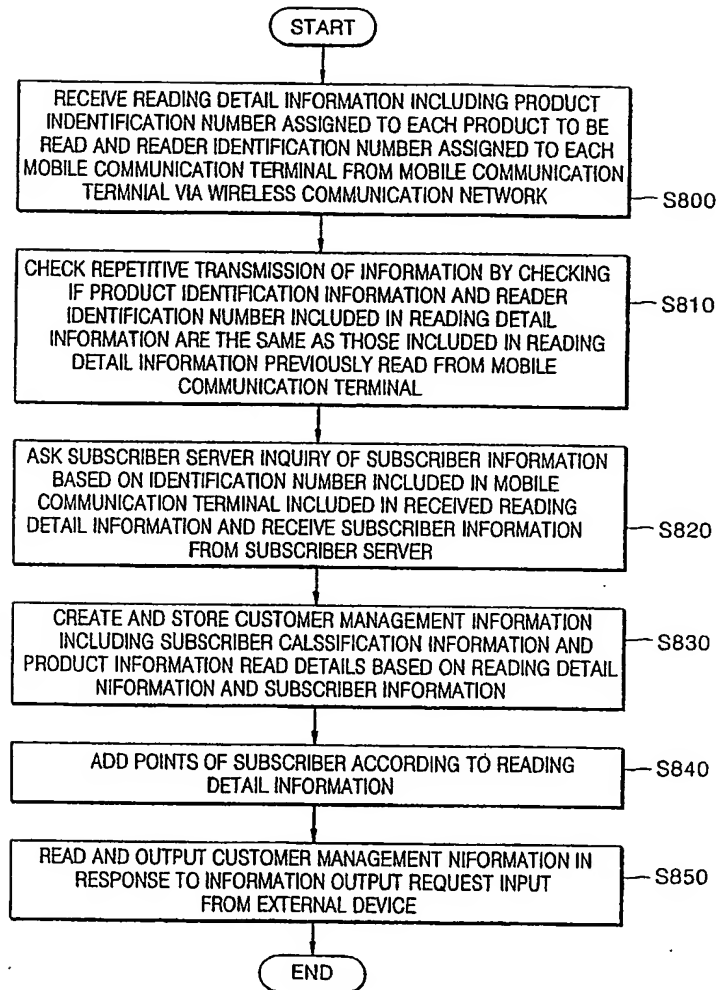 START
RECEIVE READING DETAIL INFORMATION INCLUDING PRODUCT
INDENTIFICATION NUMBER ASSIGNED TO EACH PRODUCT TO BE
READ AND READER IDENTIFICATION NUMBER ASSIGNED TO EACH
MOBILE COMMUNICATION TERMINAL FROM MOBILE COMMUNICATION
TERMNIAL VIA WIRELESS COMMUNICATION NETWORK
S800
CHECK REPETITIVE TRANSMISSION OF INFORMATION BY CHECKING
IF PRODUCT IDENTIFICATION INFORMATION AND READER
IDENTIFICATION NUMBER INCLUDED IN READING DETAIL
INFORMATION ARE THE SAME AS THOSE INCLUDED IN READING
DETAIL INFORMATION PREVIOUSLY READ FROM MOBILE
COMMUNICATION TERMINAL
S810
ASK SUBSCRIBER SERVER INQUIRY OF SUBSCRIBER INFORMATION
BASED ON IDENTIFICATION NUMBER INCLUDED IN MOBILE
COMMUNICATION TERMINAL INCLUDED IN RECEIVED READING
DETAIL INFORMATION AND RECEIVE SUBSCRIBER INFORMATION
FROM SUBSCRIBER SERVER
S820
CREATE AND STORE CUSTOMER MANAGEMENT INFORMATION
INCLUDING SUBSCRIBER CALSSIFICATION INFORMATION AND
PRODUCT INFORMATION READ DETAILS BASED ON READING DETAIL
NIFORMATION AND SUBSCRIBER INFORMATION
S830
ADD POINTS OF SUBSCRIBER ACCORDING TO READING
DETAIL INFORMATION
S840
READ AND OUTPUT CUSTOMER MANAGEMENT NIFORMATION IN
RESPONSE TO INFORMATION OUTPUT REQUEST INPUT
FROM EXTERNAL DEVICE
S850
END